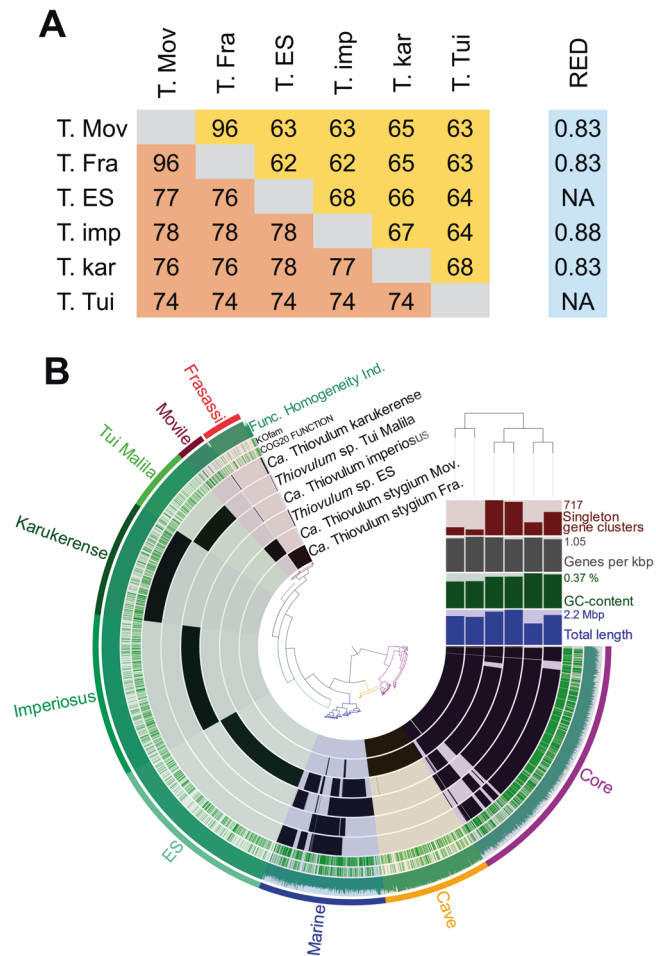 A
T. Mov
T. Fra
T. ES
T. imp
T. kar
T. Tui
RED
T. Mov 96 63 63 65 63 0.83
T. Fra 96 62 62 65 63 0.83
T. ES 77 76 68 66 64 NA
T. imp 78 78 78 67 64 0.88
T. kar 76 76 78 77 68 0.83
T. Tui 74 74 74 74 74 NA
B
Frasassi
Movile
Tui Malila
Karukerense
Imperiosus
ES
Marine
Cave
Core
Func. Homogeneity Ind.
KOfam
COG20 FUNCTION
Ca. Thiovulum karukerense
Thiovulum sp. Tui Malila
Ca. Thiovulum imperiosus
Thiovulum sp. ES
Ca. Thiovulum stygium Mov.
Ca. Thiovulum stygium Fra.
717
Singleton
gene clusters
1.05
Genes per kbp
0.37 %
GC-content
2.2 Mbp
Total length